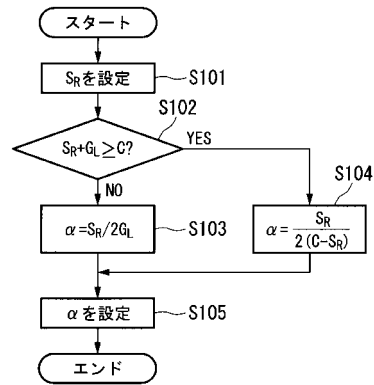 スタート
SRを設定
S101
S102
SR+GL≧C?
YES
NO
S104
α=SR/2GL
S103
α=SR/2(C-SR)
αを設定
S105
エンド